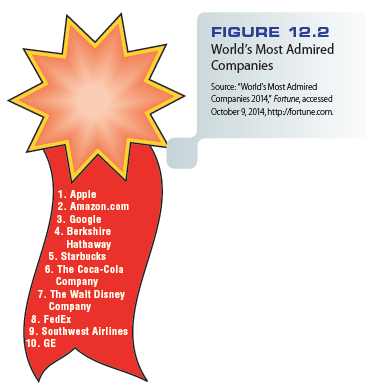 FIGURE 12.2
World's Most Admired
Companies
Source: "World's Most Admired
Companies 2014," Fortune, accessed
October 9, 2014, http://fortune.com.
1. Apple
2. Amazon.com
3. Google
4. Berkshire
Hathaway
5. Starbucks
6. The Coca-Cola
Company
7. The Walt Disney
Company
8. FedEx
9. Southwest Airlines
10. GE